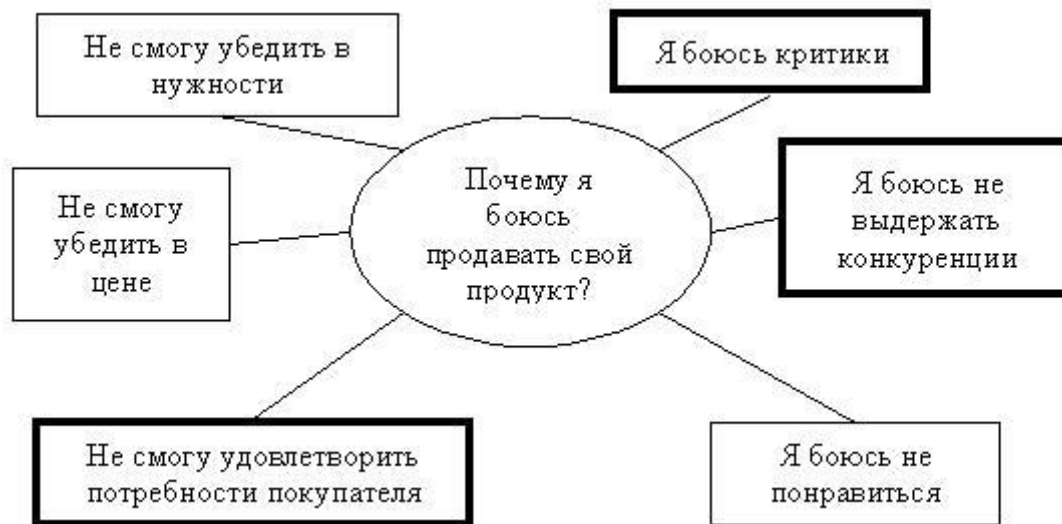 Не смогу убедить в
нужности
Я боюсь критики
Не смогу
убедить в
цене
Почему я
боюсь
продавать свой
продукт?
Я боюсь не
выдержать
конкуренции
Не смогу удовлетворить
потребности покупателя
Я боюсь не
понравиться